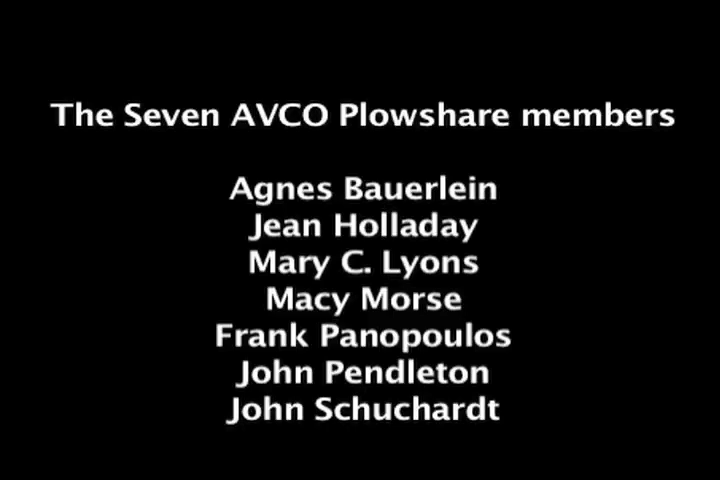 The Seven AVCO Plowshare members
Agnes Bauerlein
Jean Holladay
Mary C. Lyons
Macy Morse
Frank Panopoulos
John Pendleton
John Schuchardt